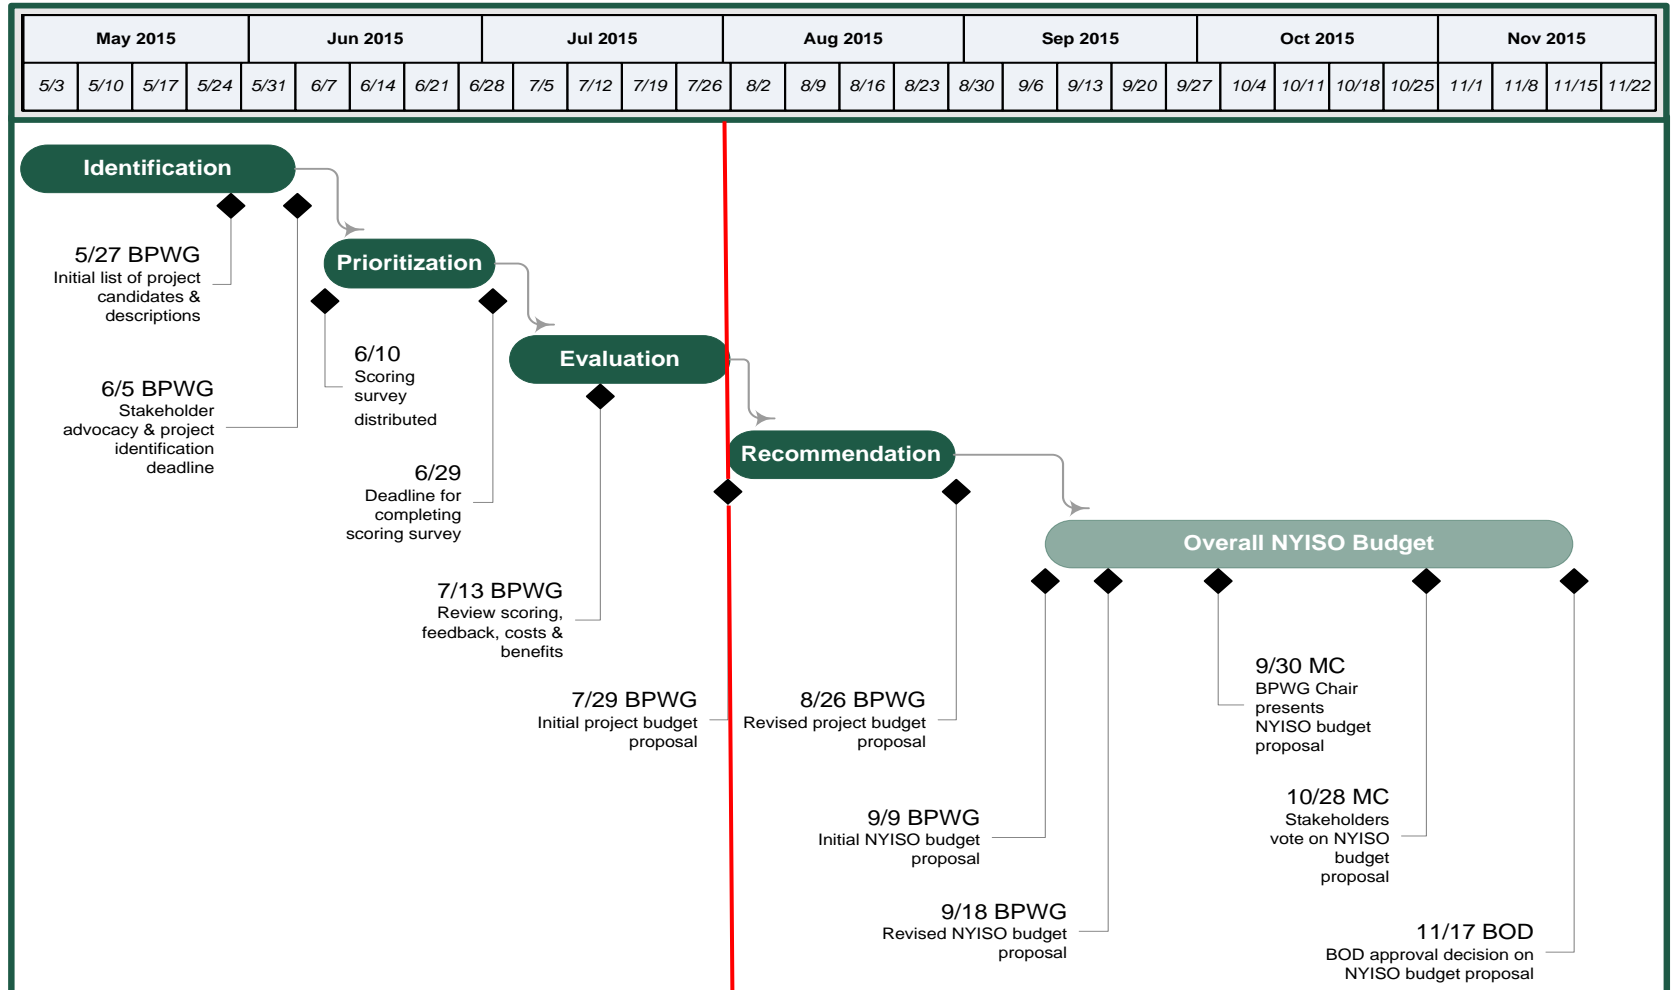 May 2015 Jun 2015 Jul 2015 Aug 2015 Sep 2015 Oct 2015 Nov 2015
5/3 5/10 5/17 5/24 5/31 6/7 6/14 6/21 6/28 7/5 7/12 7/19 7/26 8/2 8/9 8/16 8/23 8/30 9/6 9/13 9/20 9/27 10/4 10/11 10/18 10/25 11/1 11/8 11/15 11/22
Identification
5/27 BPWG
Initial list of project
candidates &
descriptions
6/5 BPWG
Stakeholder
advocacy & project
identification
deadline
Prioritization
6/10
Scoring
survey
distributed
6/29
Deadline for
completing
scoring survey
Evaluation
7/13 BPWG
Review scoring,
feedback, costs &
benefits
7/29 BPWG
Initial project budget
proposal
Recommendation
8/26 BPWG
Revised project budget
proposal
Overall NYISO Budget
9/9 BPWG
Initial NYISO budget
proposal
9/18 BPWG
Revised NYISO budget
proposal
9/30 MC
BPWG Chair
presents
NYISO budget
proposal
10/28 MC
Stakeholders
vote on NYISO
budget
proposal
11/17 BOD
BOD approval decision on
NYISO budget proposal